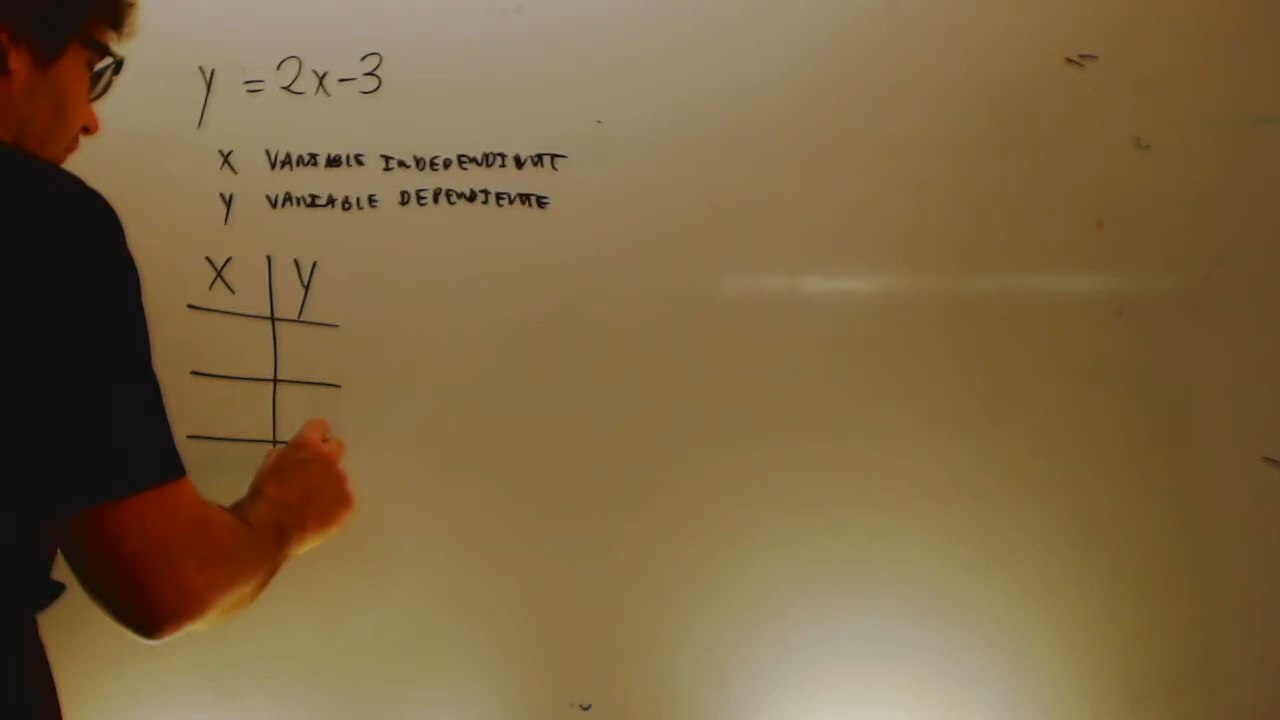 y = 2x-3
X VARIABLE INDEPENDIENTE
y VARIABLE DEPENDIENTE
X y